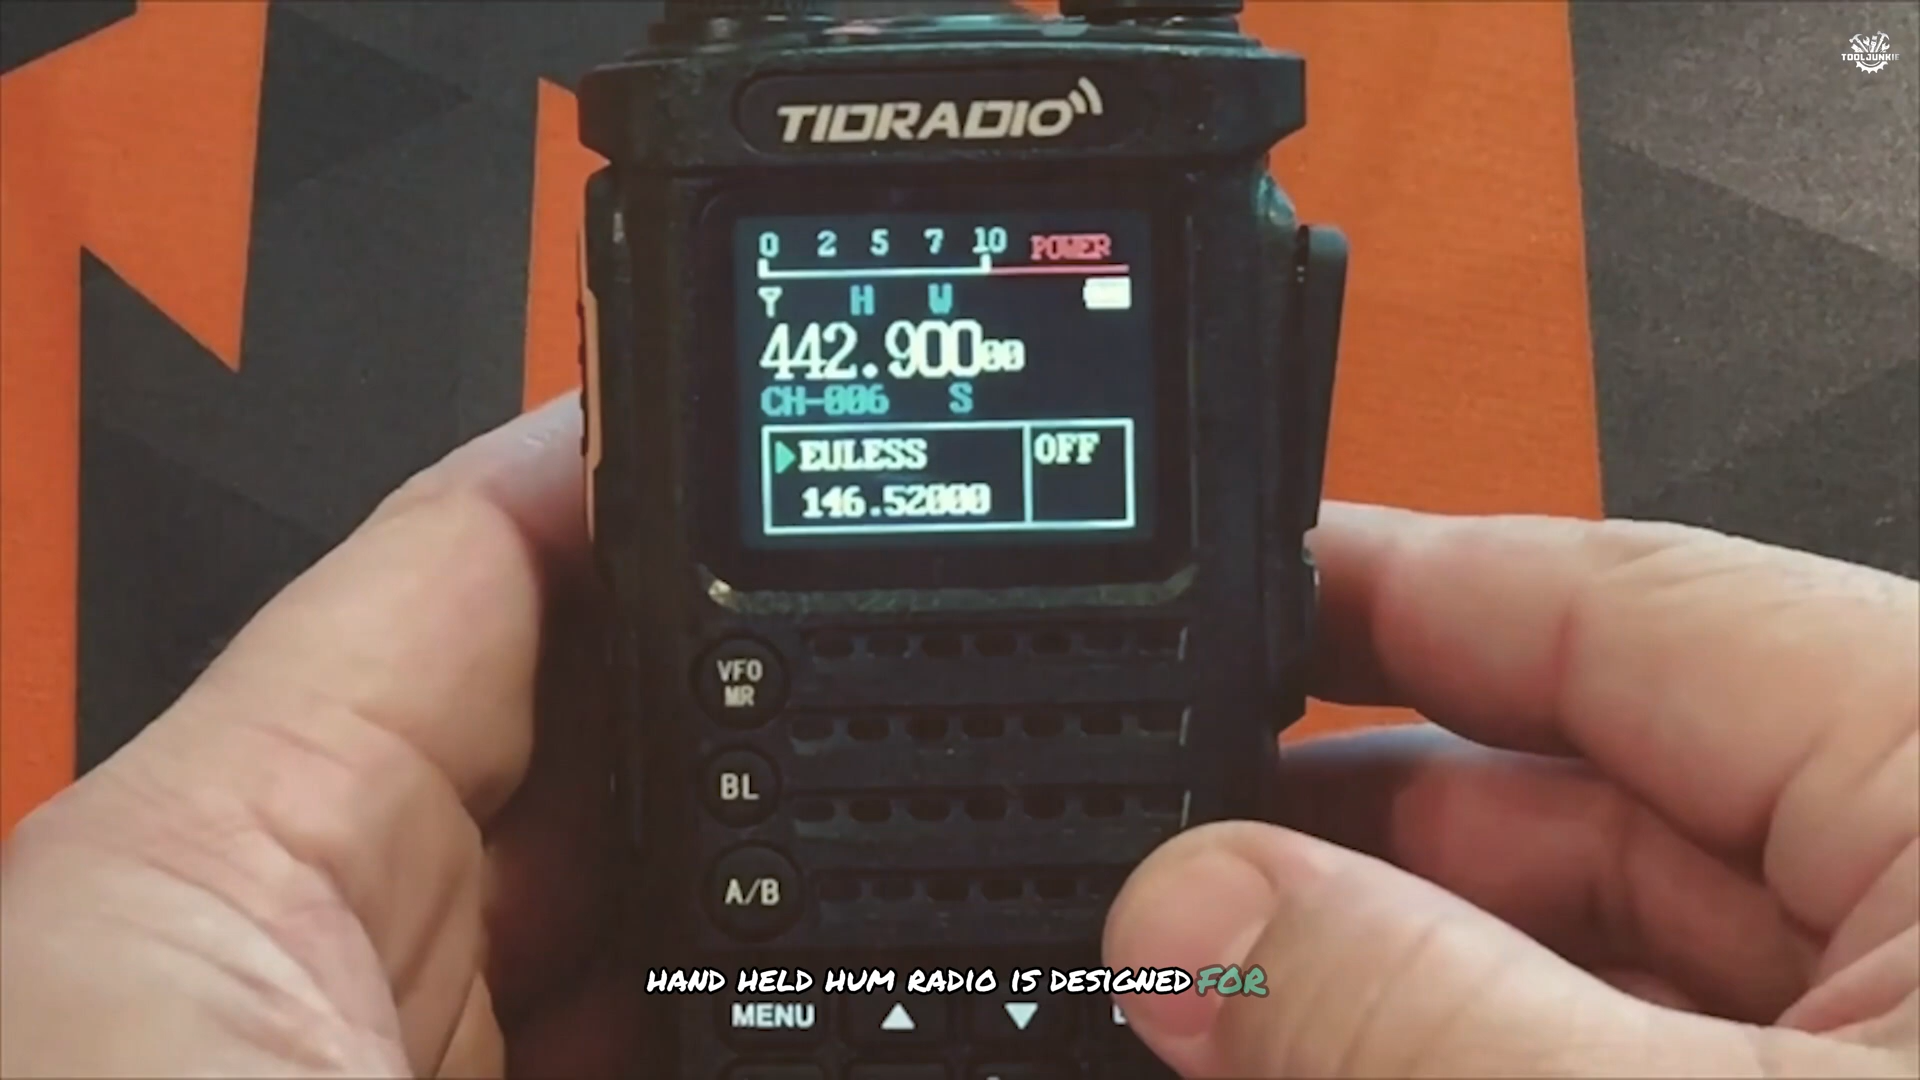 TOOLJUNKIE
TIDRADIO
0 2 5 7 10 POWER
H W
442.90000
CH-006 S
EULESS OFF
146.52000
VFO
MR
BL
A/B
HAND HELD HUM RADIO IS DESIGNED FOR
MENU